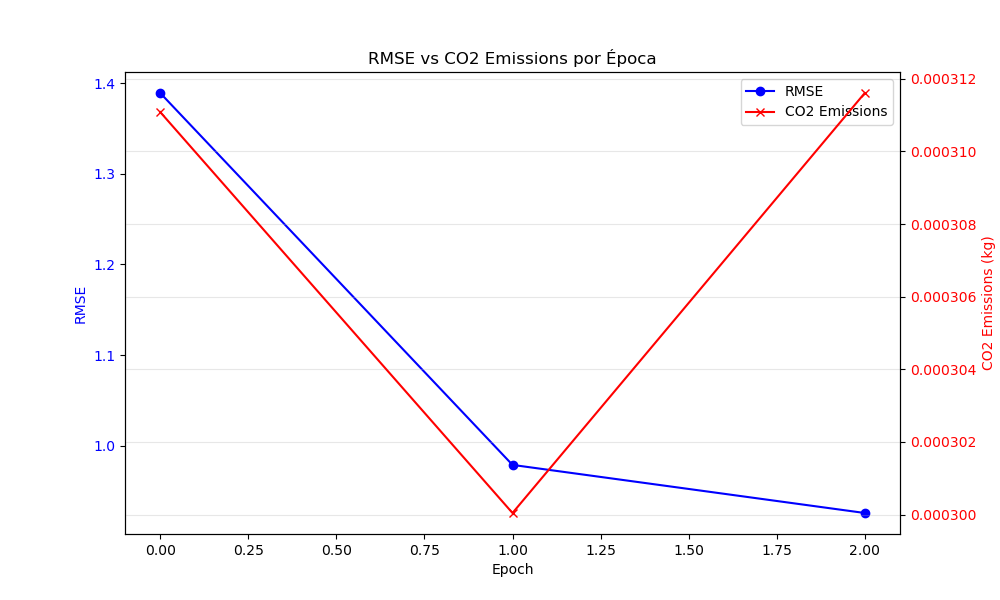 RMSE vs CO2 Emissions por Época
RMSE
CO2 Emissions
1.4
1.3
1.2
1.1
1.0
RMSE
0.000312
0.000310
0.000308
0.000306
0.000304
0.000302
0.000300
CO2 Emissions (kg)
0.00 0.25 0.50 0.75 1.00 1.25 1.50 1.75 2.00
Epoch